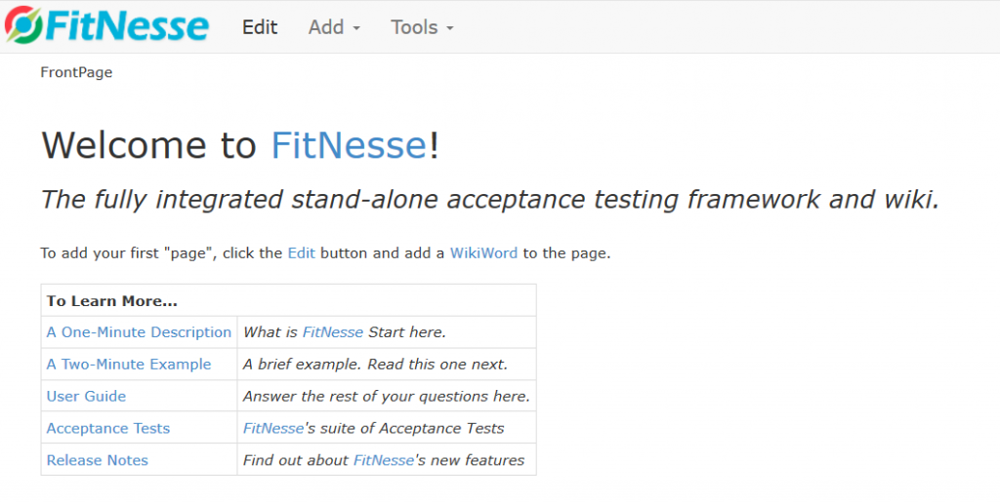 FitNesse Edit Add Tools
FrontPage
Welcome to FitNesse!
The fully integrated stand-alone acceptance testing framework and wiki.
To add your first "page", click the Edit button and add a WikiWord to the page.
To Learn More...
A One-Minute Description What is FitNesse Start here.
A Two-Minute Example A brief example. Read this one next.
User Guide Answer the rest of your questions here.
Acceptance Tests FitNesse's suite of Acceptance Tests
Release Notes Find out about FitNesse's new features